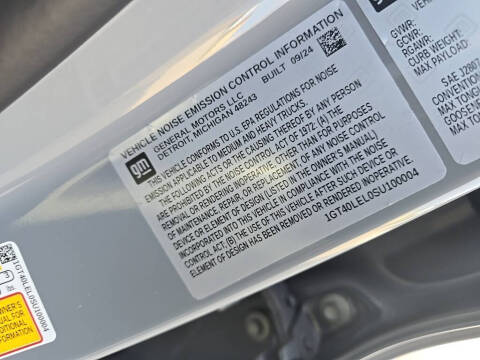 VEHICLE NOISE EMISSION CONTROL INFORMATION
GENERAL MOTORS LLC
DETROIT, MICHIGAN 48243
BUILT 09/24
gm
THIS VEHICLE CONFORMS TO U.S. EPA REGULATIONS FOR NOISE
EMISSION APPLICABLE TO MEDIUM AND HEAVY TRUCKS.
THE FOLLOWING ACTS OR THE CAUSING THEREOF BY ANY PERSON
ARE PROHIBITED BY THE NOISE CONTROL ACT OF 1972. (A) THE
REMOVAL OR RENDERING INOPERATIVE, OTHER THAN FOR PURPOSES
OF MAINTENANCE, REPAIR, OR REPLACEMENT, OF ANY NOISE CONTROL
DEVICE OR ELEMENT OF DESIGN (LISTED IN THE OWNER'S MANUAL)
INCORPORATED INTO THIS VEHICLE IN COMPLIANCE WITH THE NOISE
CONTROL ACT; (B) THE USE OF THIS VEHICLE AFTER SUCH DEVICE OR
ELEMENT OF DESIGN HAS BEEN REMOVED OR RENDERED INOPERATIVE.
1GT40LEL0SU100004
GVWR:
GCWR:
RGAWR:
CURB WEIGHT:
MAX PAYLOAD:
SAE J2807
1GT40LEL0SU100004
MANUAL
FOR
ADDITIONAL
INFORMATION